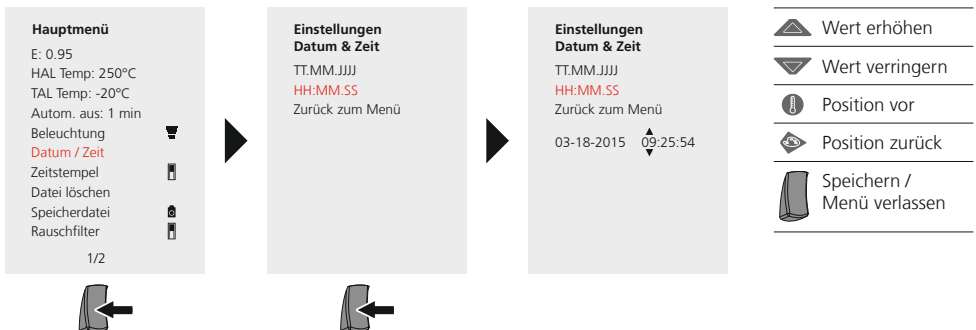 Hauptmenü
E: 0.95
HAL Temp: 250ºC
TAL Temp: -20ºC
Autom. aus: 1 min
Beleuchtung
Datum / Zeit
Zeitstempel
Datei löschen
Speicherdatei
Rauschfilter
1/2
Einstellungen
Datum & Zeit
TT.MM.JJJJ
HH:MM.SS
Zurück zum Menü
Einstellungen
Datum & Zeit
TT.MM.JJJJ
HH:MM.SS
Zurück zum Menü
03-18-2015 09:25:54
Wert erhöhen
Wert verringern
Position vor
Position zurück
Speichern /
Menü verlassen